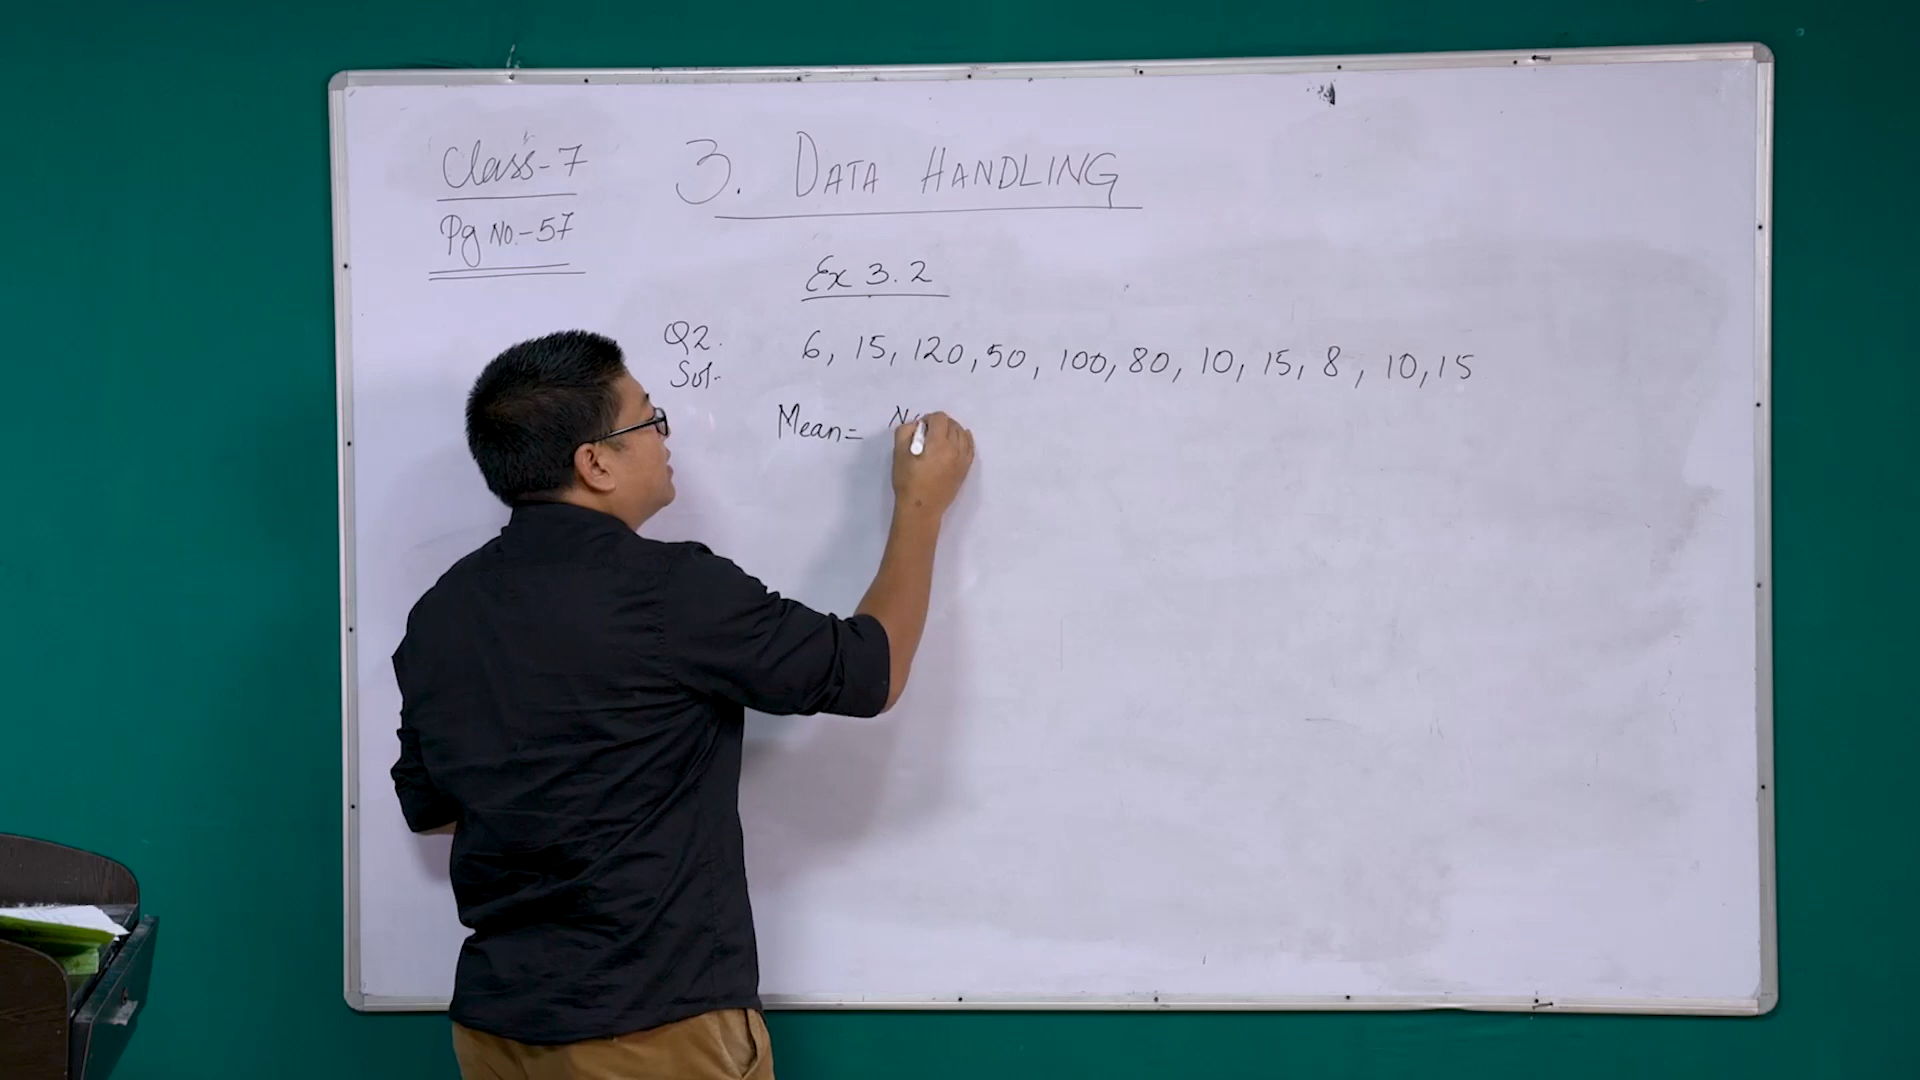 Class-7
Pg No.-57
3. DATA HANDLING
Ex 3.2
Q2.
Sol- 6, 15, 120, 50, 100, 80, 10, 15, 8, 10, 15
Mean=